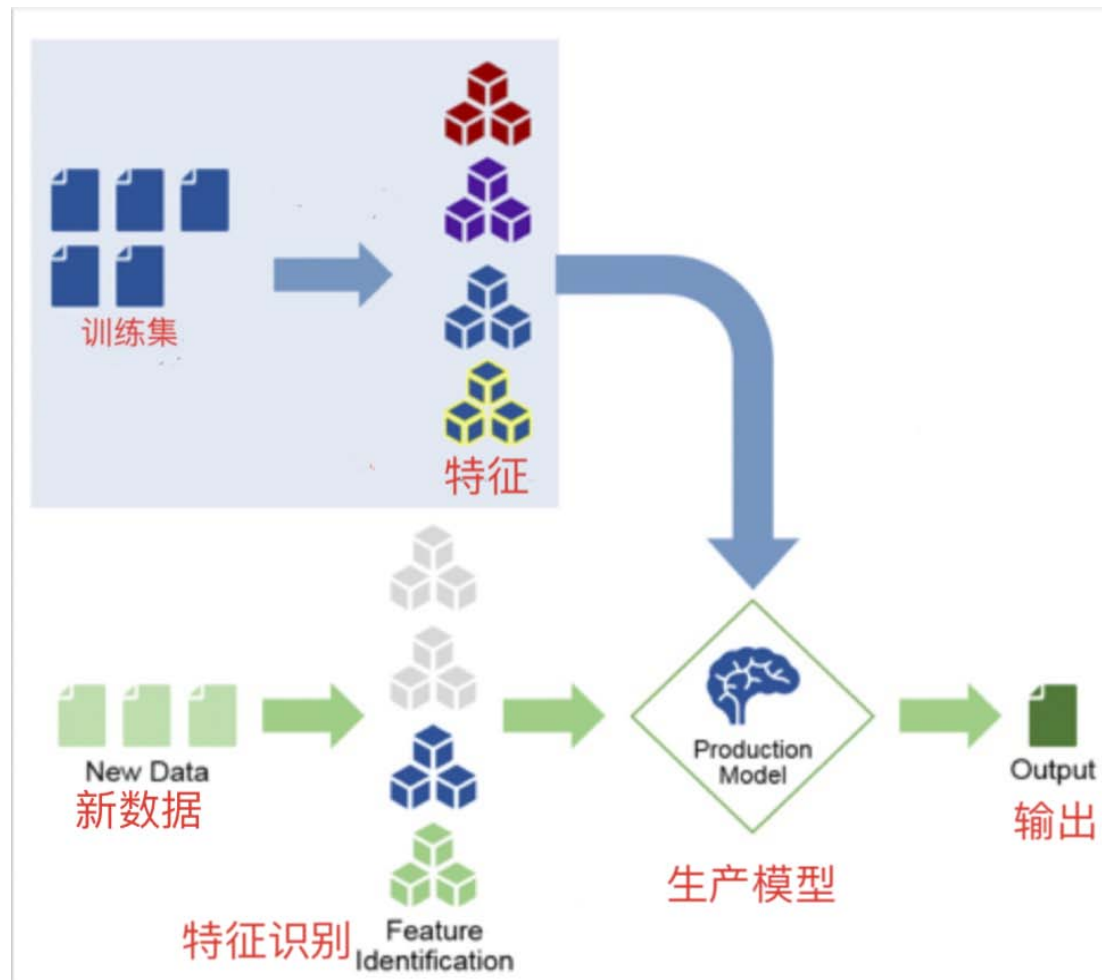 训练集
特征
New Data
新数据
特征识别
Feature
Identification
Production
Model
生产模型
Output
输出